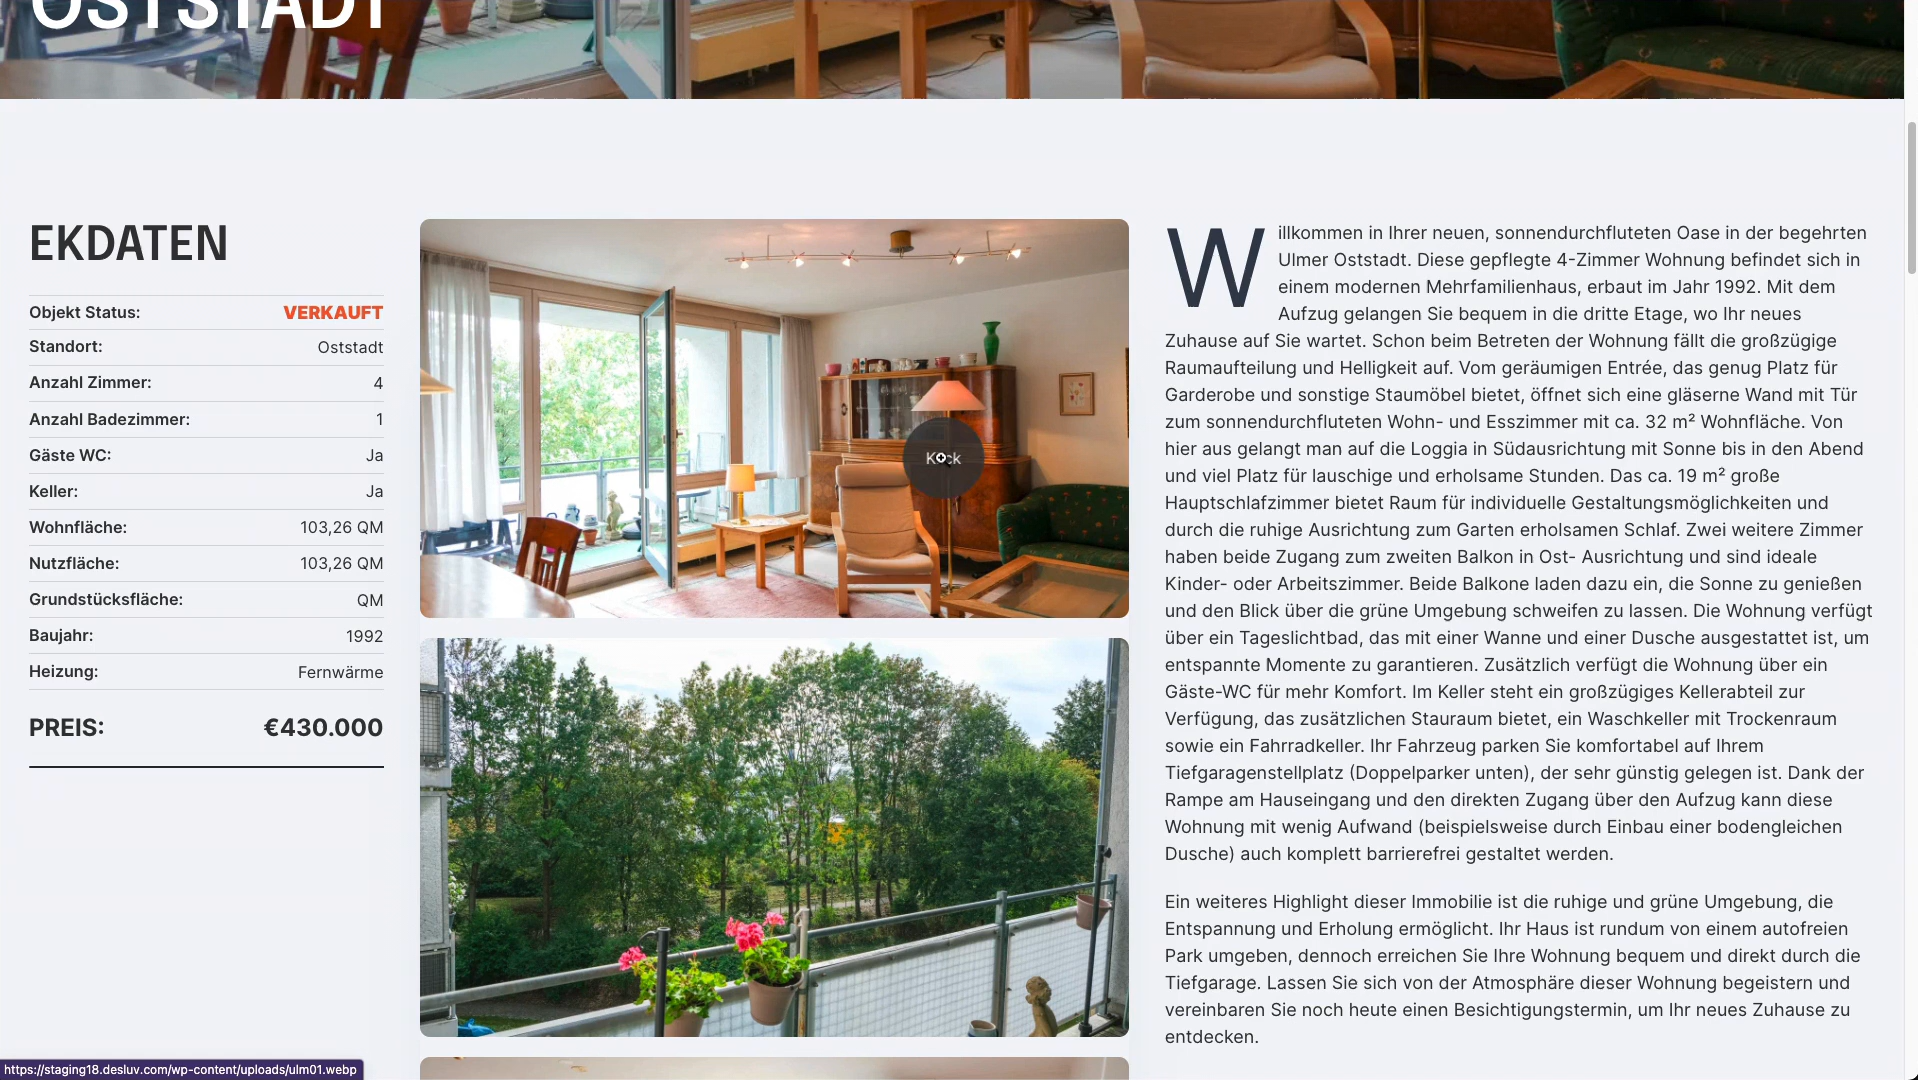 OSTSTADT
EKDATEN
Objekt Status: VERKAUFT
Standort: Oststadt
Anzahl Zimmer: 4
Anzahl Badezimmer: 1
Gäste WC: Ja
Keller: Ja
Wohnfläche: 103,26 QM
Nutzfläche: 103,26 QM
Grundstücksfläche: QM
Baujahr: 1992
Heizung: Fernwärme
PREIS: €430.000
Willkommen in Ihrer neuen, sonnendurchfluteten Oase in der begehrten
Ulmer Oststadt. Diese gepflegte 4-Zimmer Wohnung befindet sich in
einem modernen Mehrfamilienhaus, erbaut im Jahr 1992. Mit dem
Aufzug gelangen Sie bequem in die dritte Etage, wo Ihr neues
Zuhause auf Sie wartet. Schon beim Betreten der Wohnung fällt die großzügige
Raumaufteilung und Helligkeit auf. Vom geräumigen Entrée, das genug Platz für
Garderobe und sonstige Staumöbel bietet, öffnet sich eine gläserne Wand mit Tür
zum sonnendurchfluteten Wohn- und Esszimmer mit ca. 32 m² Wohnfläche. Von
hier aus gelangt man auf die Loggia in Südausrichtung mit Sonne bis in den Abend
und viel Platz für lauschige und erholsame Stunden. Das ca. 19 m² große
Hauptschlafzimmer bietet Raum für individuelle Gestaltungsmöglichkeiten und
durch die ruhige Ausrichtung zum Garten erholsamen Schlaf. Zwei weitere Zimmer
haben beide Zugang zum zweiten Balkon in Ost- Ausrichtung und sind ideale
Kinder- oder Arbeitszimmer. Beide Balkone laden dazu ein, die Sonne zu genießen
und den Blick über die grüne Umgebung schweifen zu lassen. Die Wohnung verfügt
über ein Tageslichtbad, das mit einer Wanne und einer Dusche ausgestattet ist, um
entspannte Momente zu garantieren. Zusätzlich verfügt die Wohnung über ein
Gäste-WC für mehr Komfort. Im Keller steht ein großzügiges Kellerabteil zur
Verfügung, das zusätzlichen Stauraum bietet, ein Waschkeller mit Trockenraum
sowie ein Fahrradkeller. Ihr Fahrzeug parken Sie komfortabel auf Ihrem
Tiefgaragenstellplatz (Doppelparker unten), der sehr günstig gelegen ist. Dank der
Rampe am Hauseingang und den direkten Zugang über den Aufzug kann diese
Wohnung mit wenig Aufwand (beispielsweise durch Einbau einer bodengleichen
Dusche) auch komplett barrierefrei gestaltet werden.
Ein weiteres Highlight dieser Immobilie ist die ruhige und grüne Umgebung, die
Entspannung und Erholung ermöglicht. Ihr Haus ist rundum von einem autofreien
Park umgeben, dennoch erreichen Sie Ihre Wohnung bequem und direkt durch die
Tiefgarage. Lassen Sie sich von der Atmosphäre dieser Wohnung begeistern und
vereinbaren Sie noch heute einen Besichtigungstermin, um Ihr neues Zuhause zu
entdecken.
https://staging18.desluv.com/wp-content/uploads/ulm01.webp